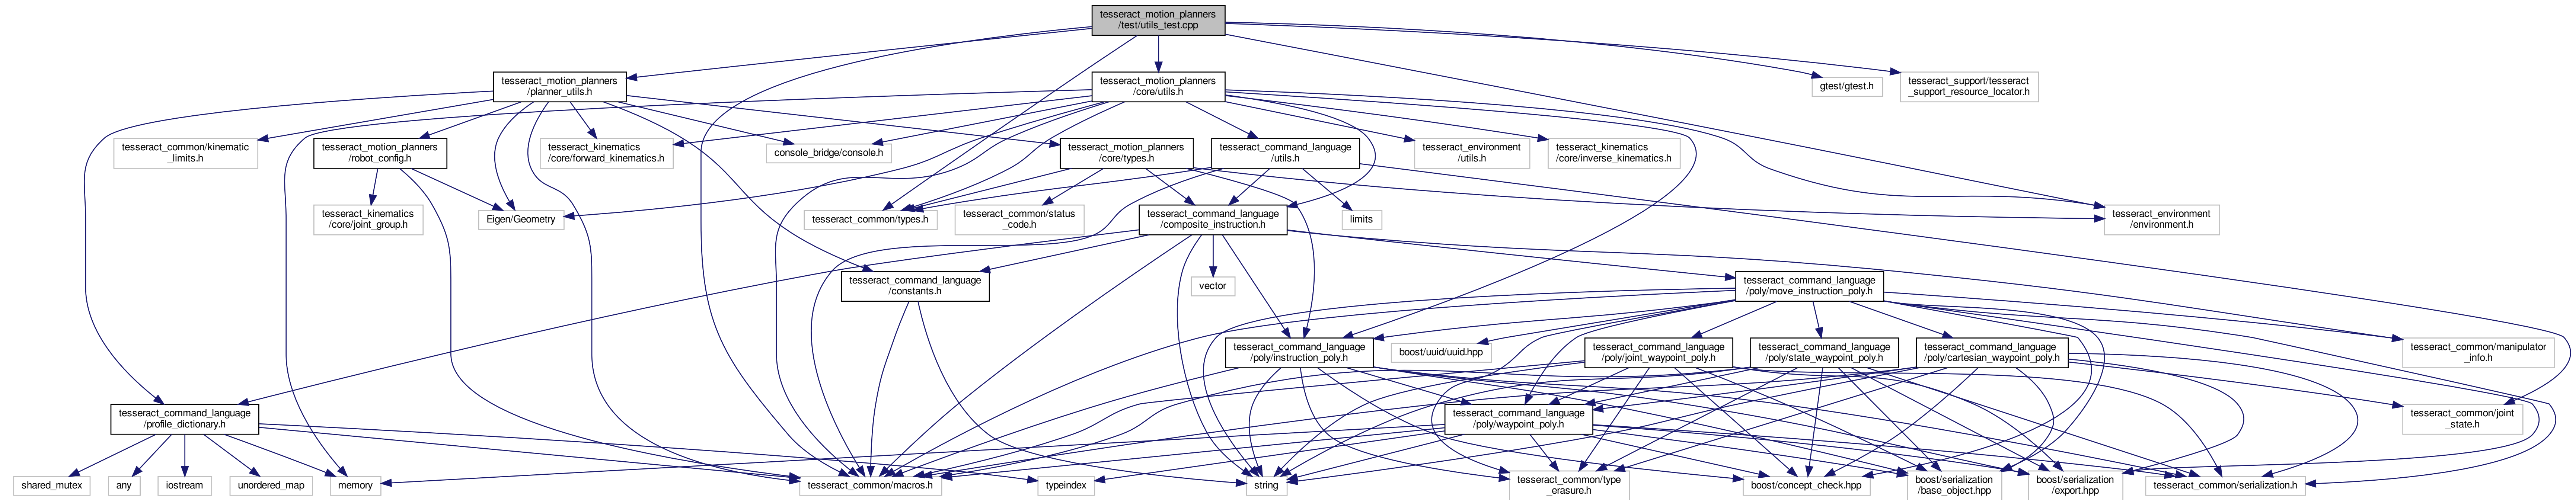 tesseract_motion_planners
/test/utils_test.cpp
tesseract_motion_planners
/planner_utils.h
tesseract_motion_planners
/core/utils.h
gtest/gtest.h
tesseract_support/tesseract
_support_resource_locator.h
tesseract_common/kinematic
_limits.h
tesseract_motion_planners
/robot_config.h
tesseract_kinematics
/core/forward_kinematics.h
console_bridge/console.h
tesseract_motion_planners
/core/types.h
tesseract_command_language
/utils.h
tesseract_environment
/utils.h
tesseract_kinematics
/core/inverse_kinematics.h
tesseract_kinematics
/core/joint_group.h
Eigen/Geometry
tesseract_common/types.h
tesseract_common/status
_code.h
tesseract_command_language
/composite_instruction.h
limits
tesseract_environment
/environment.h
tesseract_command_language
/constants.h
vector
tesseract_command_language
/poly/move_instruction_poly.h
tesseract_command_language
/poly/instruction_poly.h
boost/uuid/uuid.hpp
tesseract_command_language
/poly/joint_waypoint_poly.h
tesseract_command_language
/poly/state_waypoint_poly.h
tesseract_command_language
/poly/cartesian_waypoint_poly.h
tesseract_common/manipulator
_info.h
tesseract_command_language
/profile_dictionary.h
tesseract_command_language
/poly/waypoint_poly.h
tesseract_common/joint
_state.h
shared_mutex
any
iostream
unordered_map
memory
tesseract_common/macros.h
typeindex
string
tesseract_common/type
_erasure.h
boost/concept_check.hpp
boost/serialization
/base_object.hpp
boost/serialization
/export.hpp
tesseract_common/serialization.h